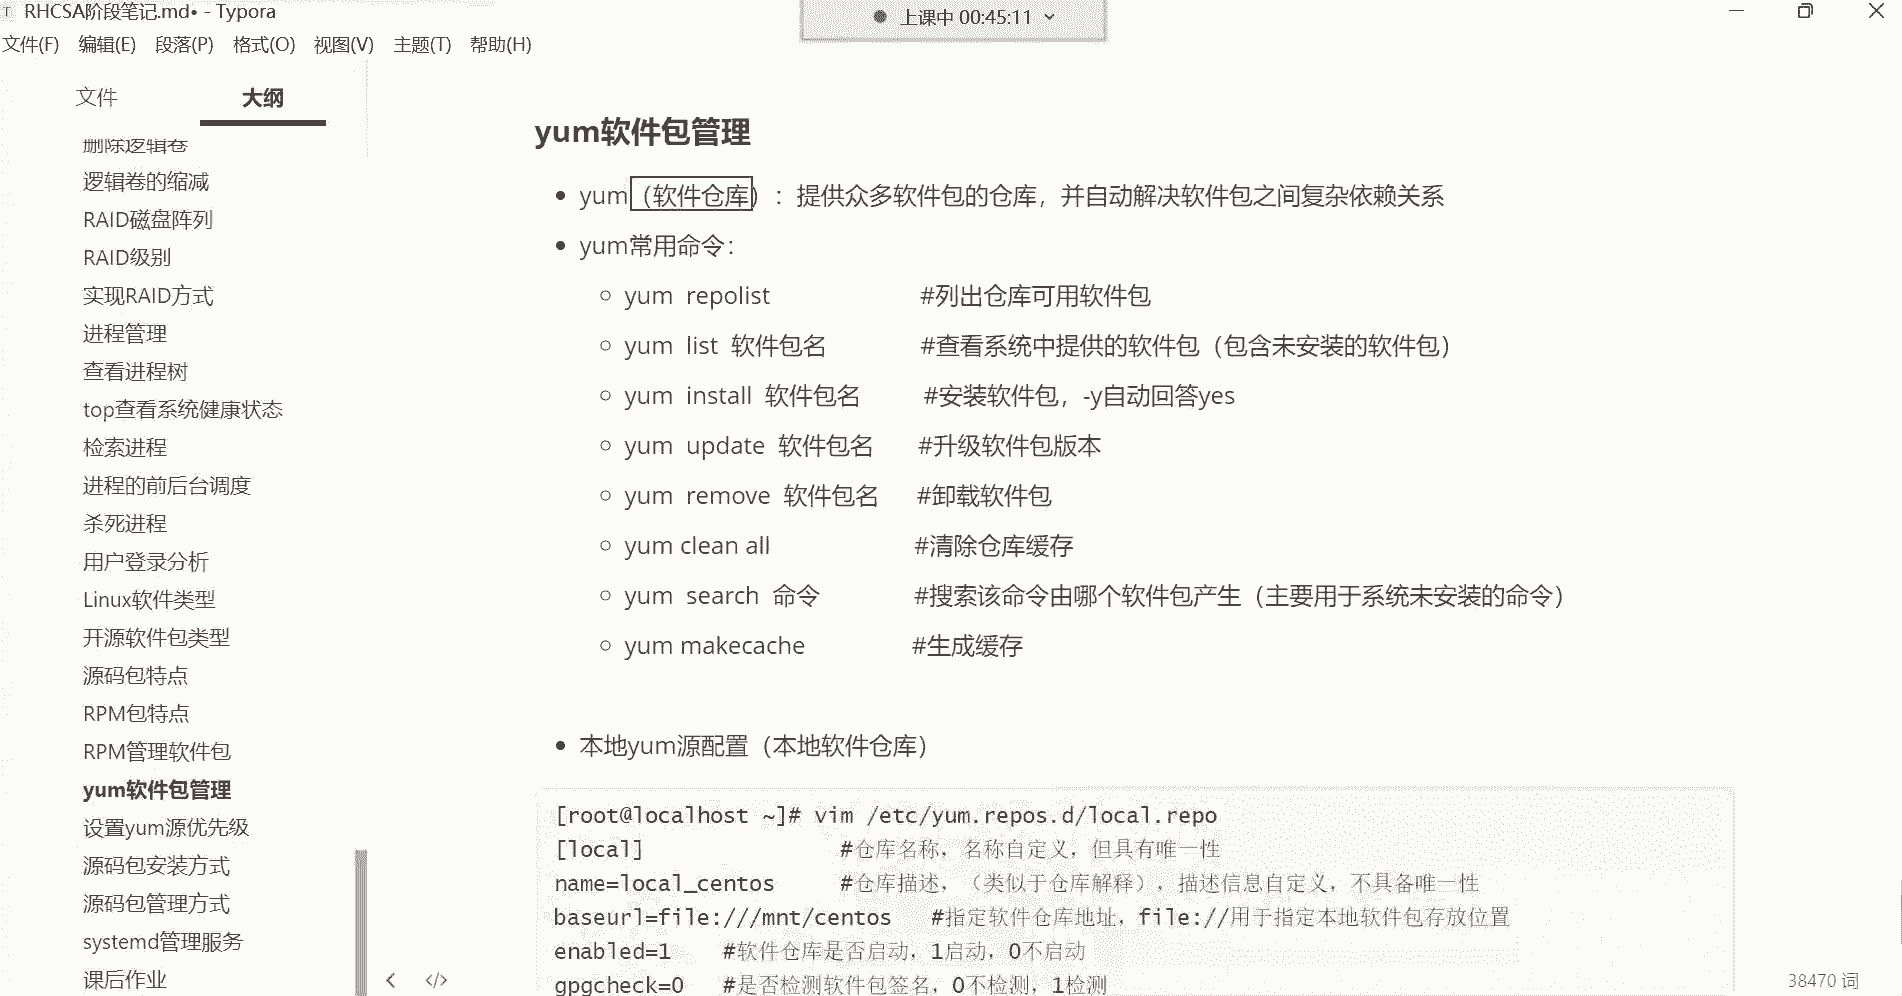 RHCSA阶段笔记.md• - Typora
上课中 00:45:11
文件(F) 编辑(E) 段落(P) 格式(O) 视图(V) 主题(T) 帮助(H)
文件 大纲
删除逻辑卷
逻辑卷的缩减
RAID磁盘阵列
RAID级别
实现RAID方式
进程管理
查看进程树
top查看系统健康状态
检索进程
进程的前后台调度
杀死进程
用户登录分析
Linux软件类型
开源软件包类型
源码包特点
RPM包特点
RPM管理软件包
yum软件包管理
设置yum源优先级
源码包安装方式
源码包管理方式
systemd管理服务
课后作业
yum软件包管理
yum（软件仓库）：提供众多软件包的仓库，并自动解决软件包之间复杂依赖关系
yum常用命令：
yum repolist #列出仓库可用软件包
yum list 软件包名 #查看系统中提供的软件包（包含未安装的软件包）
yum install 软件包名 #安装软件包，-y自动回答yes
yum update 软件包名 #升级软件包版本
yum remove 软件包名 #卸载软件包
yum clean all #清除仓库缓存
yum search 命令 #搜索该命令由哪个软件包产生（主要用于系统未安装的命令）
yum makecache #生成缓存
本地yum源配置（本地软件仓库）
[root@localhost ~]# vim /etc/yum.repos.d/local.repo
[local] #仓库名称，名称自定义，但具有唯一性
name=local_centos #仓库描述，（类似于仓库解释），描述信息自定义，不具备唯一性
baseurl=file:///mnt/centos #指定软件仓库地址，file://用于指定本地软件包存放位置
enabled=1 #软件仓库是否启动，1启动，0不启动
gpgcheck=0 #是否检测软件包签名，0不检测，1检测
38470 词